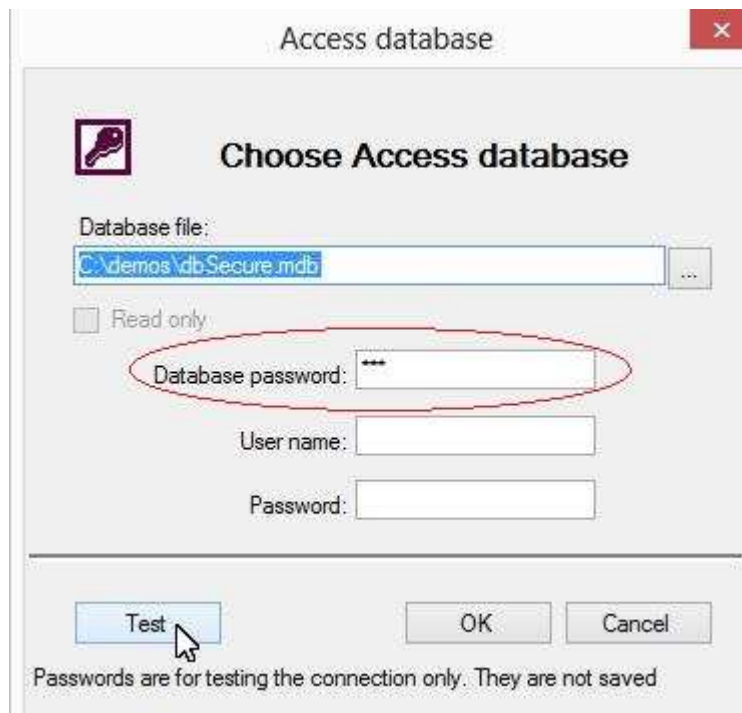 Access database
Choose Access database
Database file:
C:\demos\dbSecure.mdb
...
Read only
Database password: ***
User name:
Password:
Test OK Cancel
Passwords are for testing the connection only. They are not saved